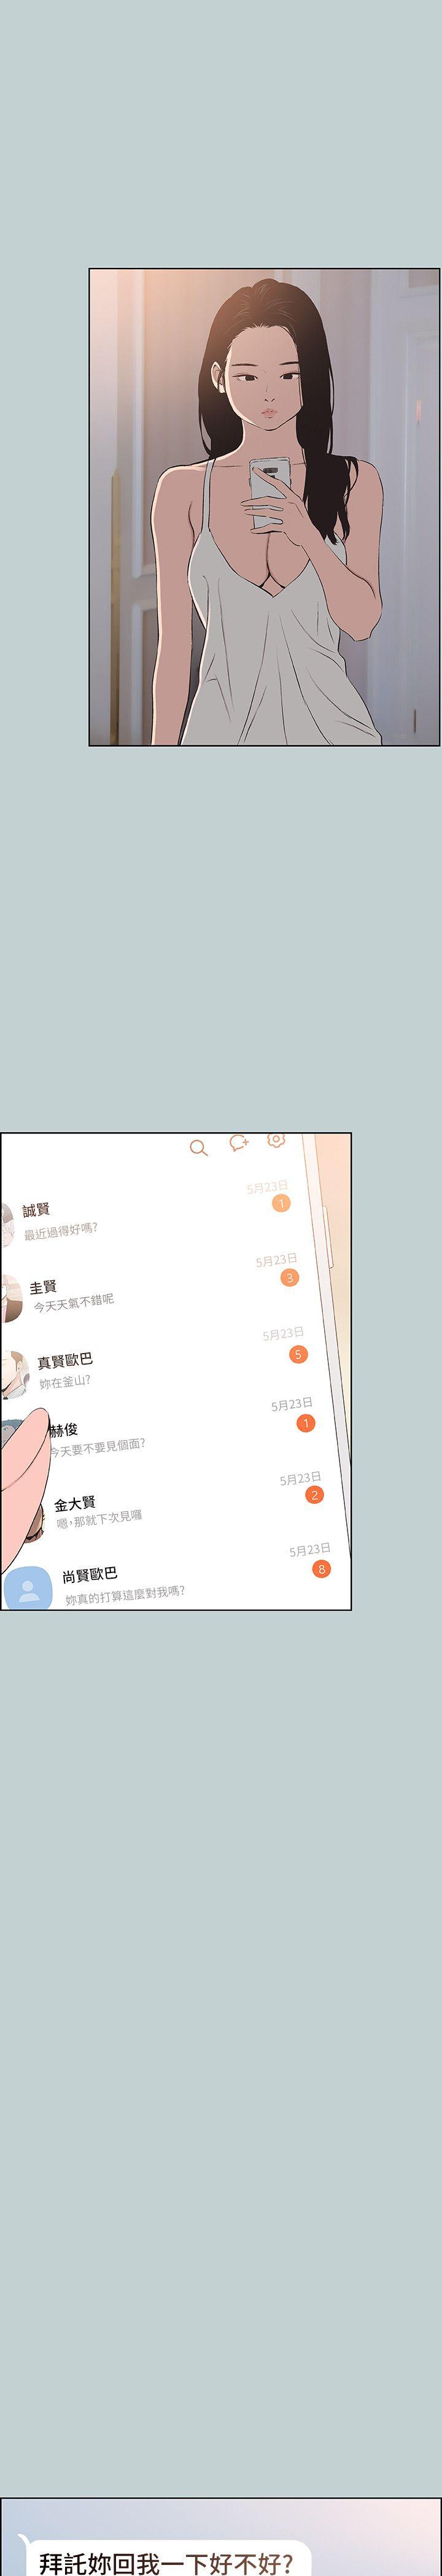 5月23日
誠賢
1
最近過得好嗎?
5月23日
圭賢
3
今天天氣不錯呢
5月23日
真賢歐巴
5
妳在釜山?
5月23日
赫俊
1
今天要不要見個面?
5月23日
金大賢
2
嗯,那就下次見囉
5月23日
尚賢歐巴
8
妳真的打算這麼對我嗎?
拜託妳回我一下好不好?